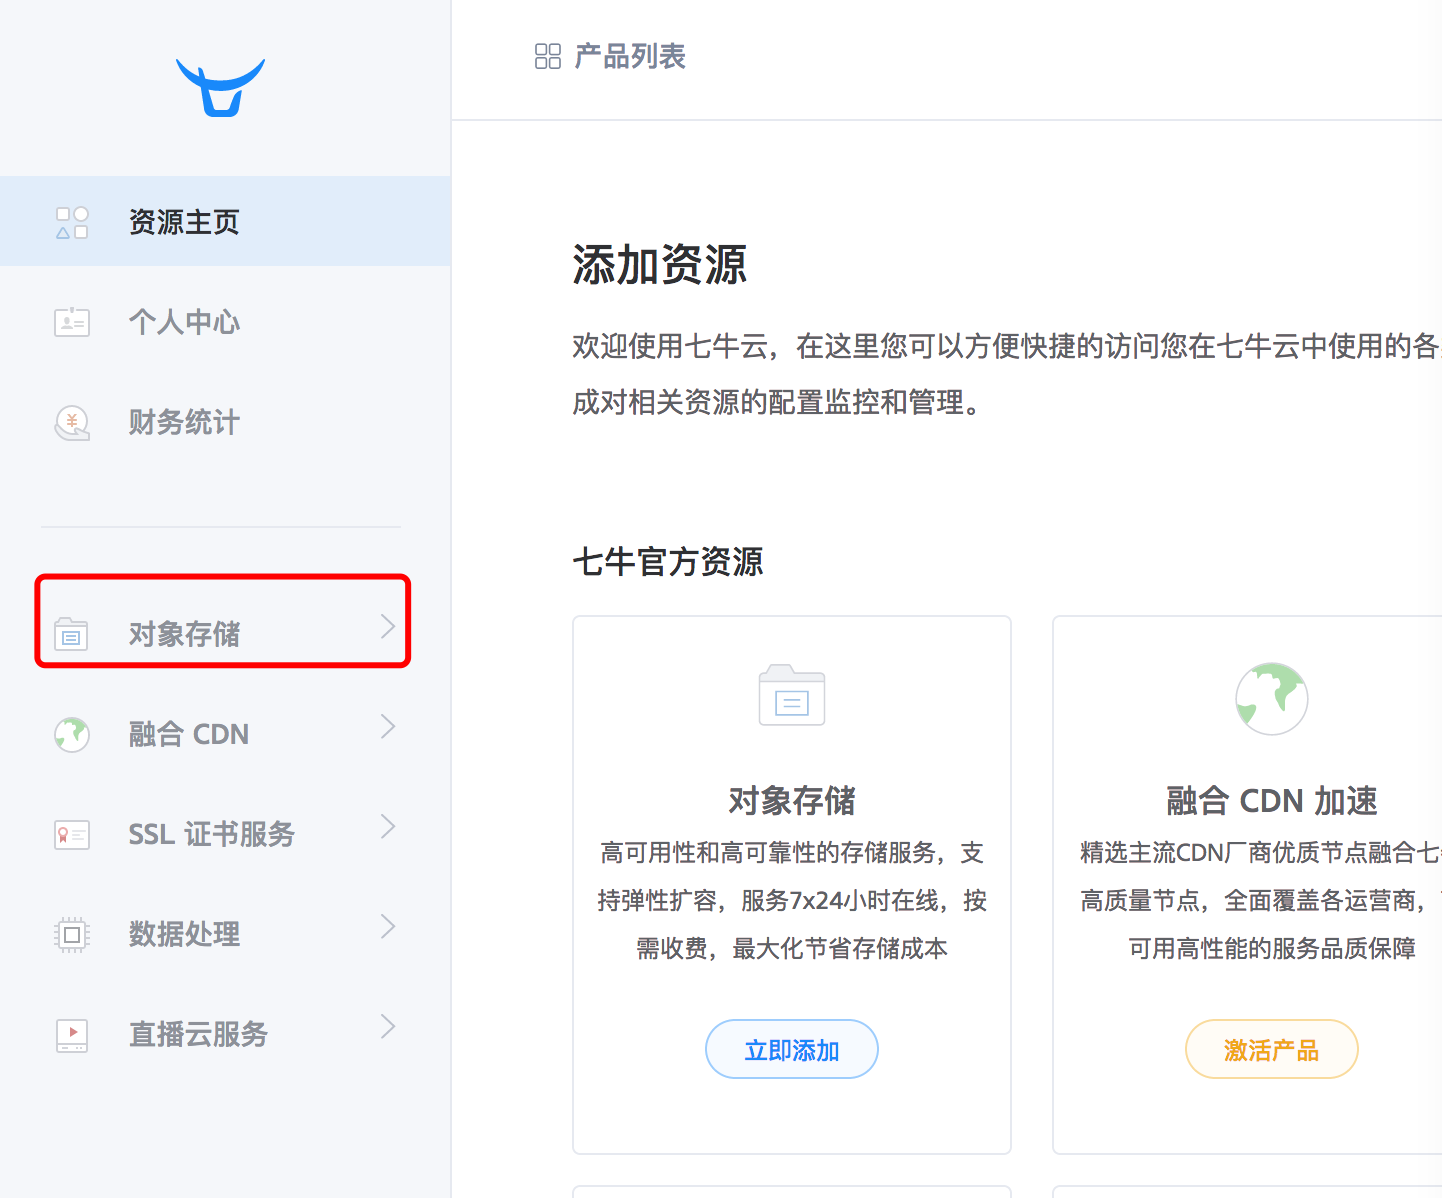 产品列表
资源主页
个人中心
财务统计
对象存储
融合 CDN
SSL 证书服务
数据处理
直播云服务
添加资源
欢迎使用七牛云，在这里您可以方便快捷的访问您在七牛云中使用的各
成对相关资源的配置监控和管理。
七牛官方资源
对象存储
高可用性和高可靠性的存储服务，支
持弹性扩容，服务7x24小时在线，按
需收费，最大化节省存储成本
立即添加
融合 CDN 加速
精选主流CDN厂商优质节点融合七
高质量节点，全面覆盖各运营商，
可用高性能的服务品质保障
激活产品